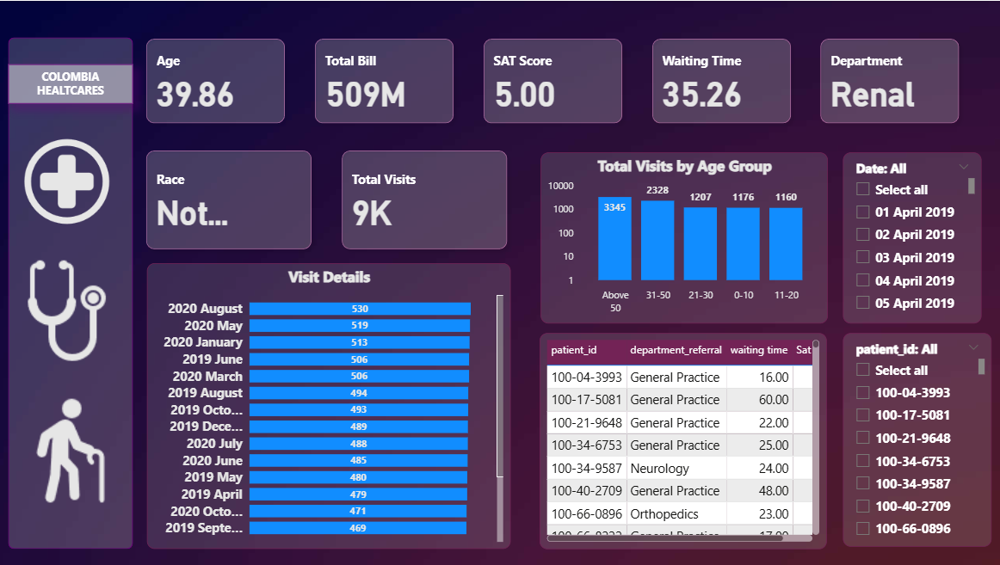 COLOMBIA
HEALTCARES
Age
39.86
Total Bill
509M
SAT Score
5.00
Waiting Time
35.26
Department
Renal
Race
Not...
Total Visits
9K
Visit Details
2020 August 530
2020 May 519
2020 January 513
2019 June 506
2020 March 506
2019 August 494
2020 Octo... 493
2019 Dece... 489
2020 July 488
2020 June 485
2019 May 480
2019 April 479
2020 Octo... 471
2019 Septe... 469
Total Visits by Age Group
10000
1000
100
10
1
3345
2328
1207
1176
1160
Above
50
31-50
21-30
0-10
11-20
Date: All
Select all
01 April 2019
02 April 2019
03 April 2019
04 April 2019
05 April 2019
patient_id department_referral waiting time Sat
100-04-3993 General Practice 16.00
100-17-5081 General Practice 60.00
100-21-9648 General Practice 22.00
100-34-6753 General Practice 25.00
100-34-9587 Neurology 24.00
100-40-2709 General Practice 48.00
100-66-0896 Orthopedics 23.00
patient_id: All
Select all
100-04-3993
100-17-5081
100-21-9648
100-34-6753
100-34-9587
100-40-2709
100-66-0896